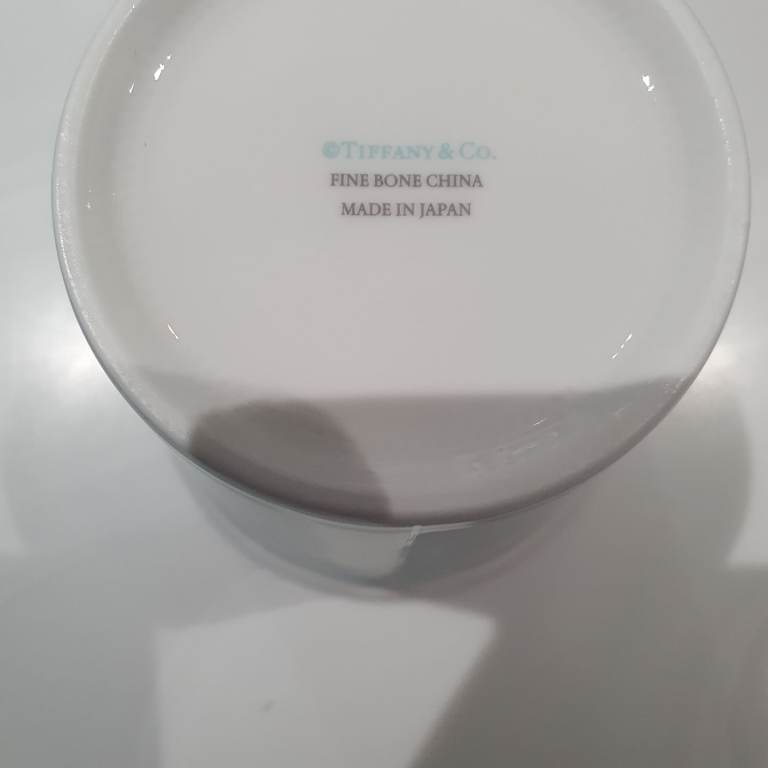 ©TIFFANY & CO.
FINE BONE CHINA
MADE IN JAPAN